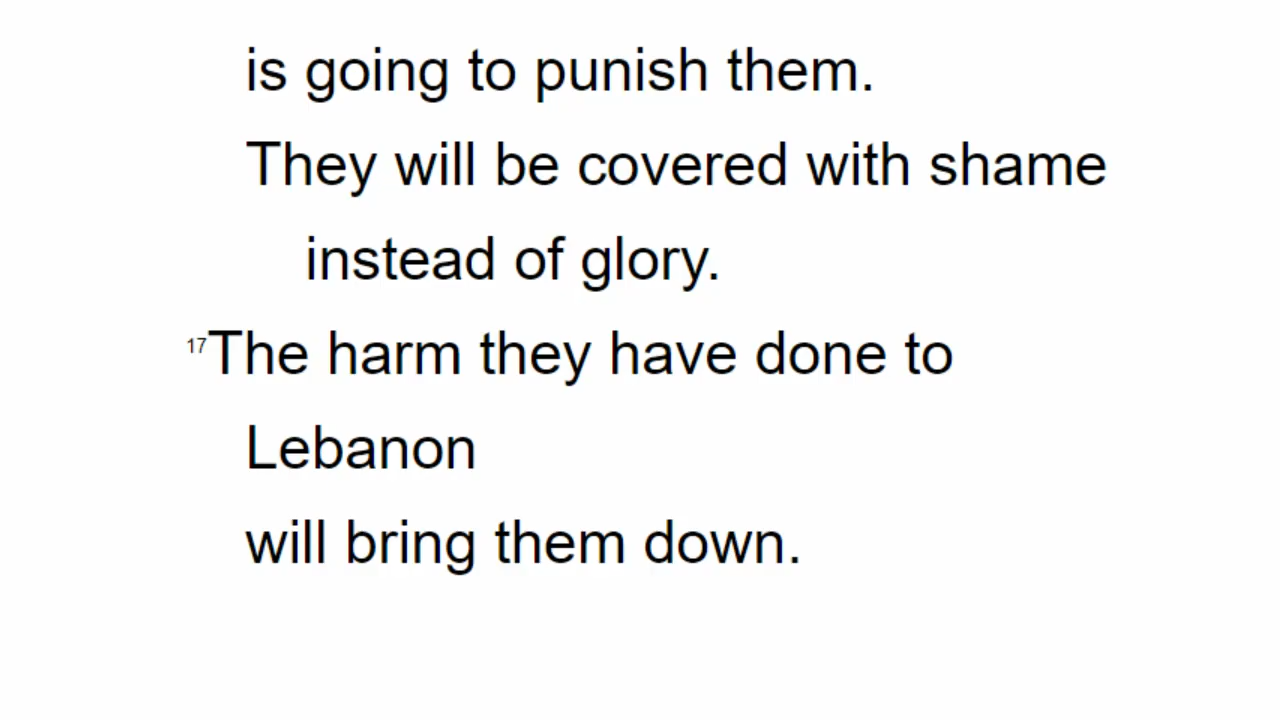 is going to punish them.
They will be covered with shame
instead of glory.
17The harm they have done to
Lebanon
will bring them down.